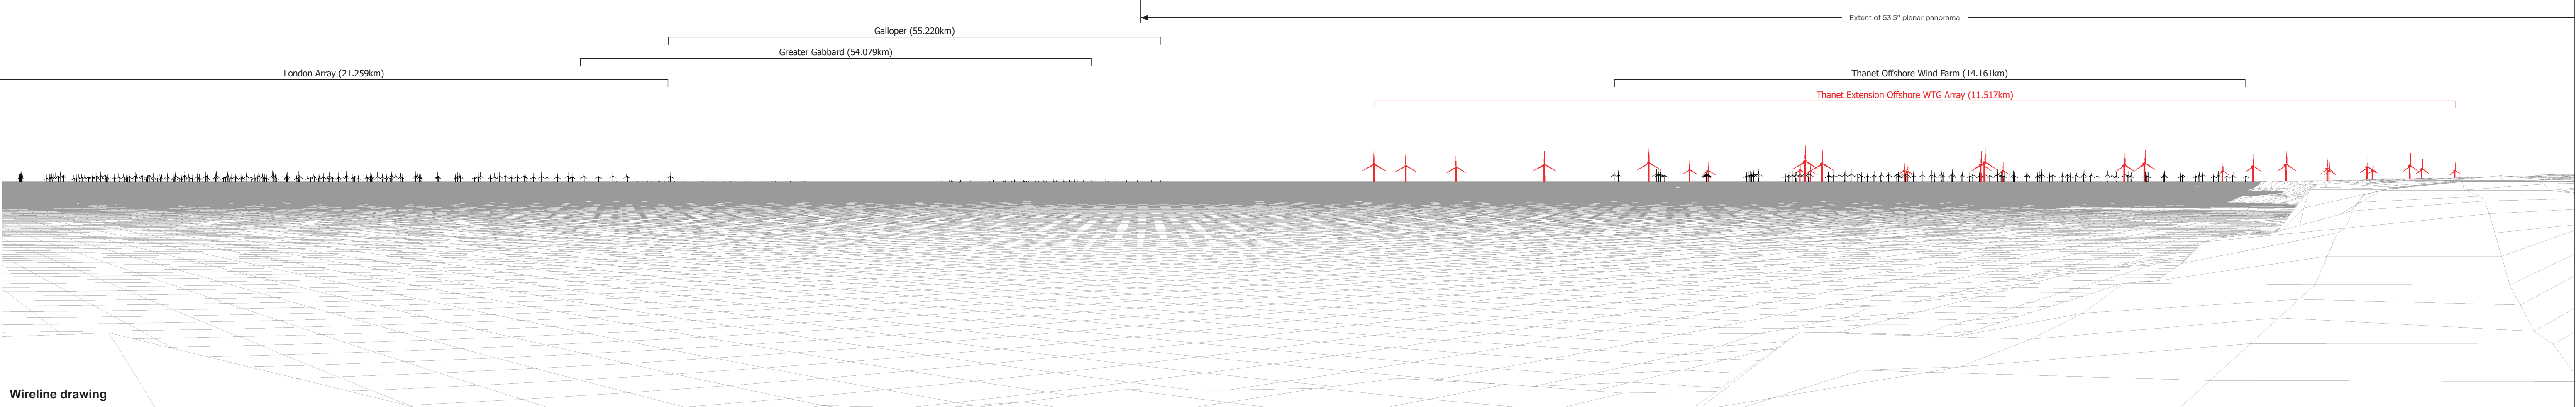 Extent of 53.5° planar panorama
Galloper (55.220km)
Greater Gabbard (54.079km)
London Array (21.259km)
Thanet Offshore Wind Farm (14.161km)
Thanet Extension Offshore WTG Array (11.517km)
Wireline drawing